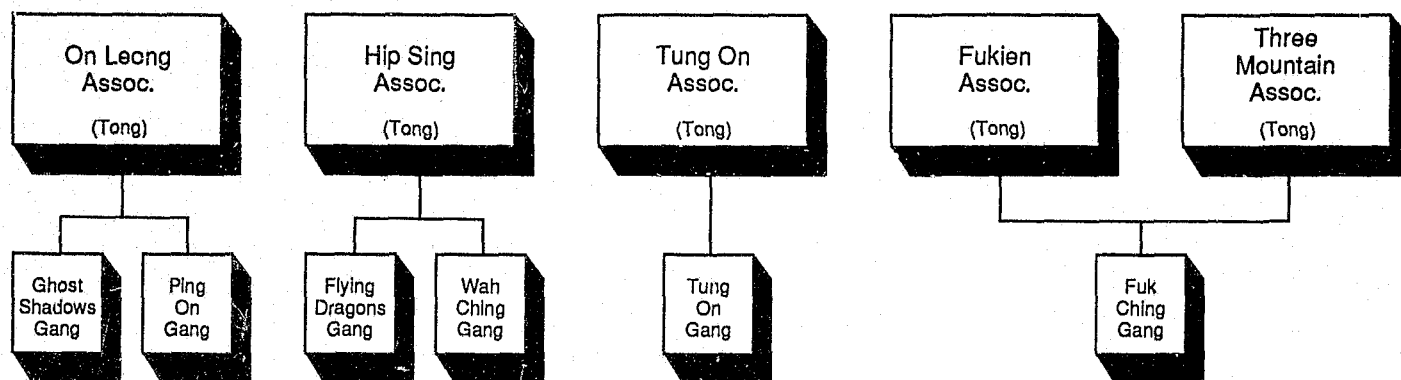 On Leong
Assoc.
(Tong)
Hip Sing
Assoc.
(Tong)
Tung On
Assoc.
(Tong)
Fukien
Assoc.
(Tong)
Three
Mountain
Assoc.
(Tong)
Ghost
Shadows
Gang
Ping
On
Gang
Flying
Dragons
Gang
Wah
Ching
Gang
Tung
On
Gang
Fuk
Ching
Gang